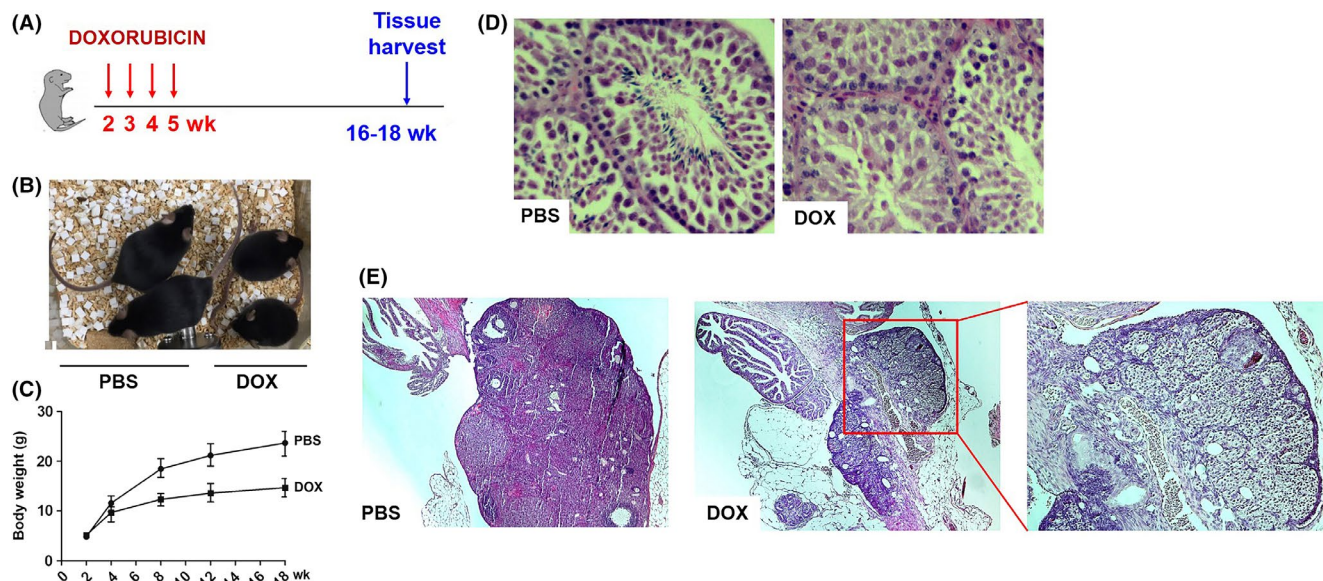 (A)
DOXORUBICIN
2 3 4 5 wk
Tissue
harvest
16-18 wk
(B)
PBS DOX
(C)
Body weight (g)
30
20
10
0
PBS
DOX
0 2 4 6 8 10 12 14 16 18 wk
(D)
PBS
DOX
(E)
PBS
DOX